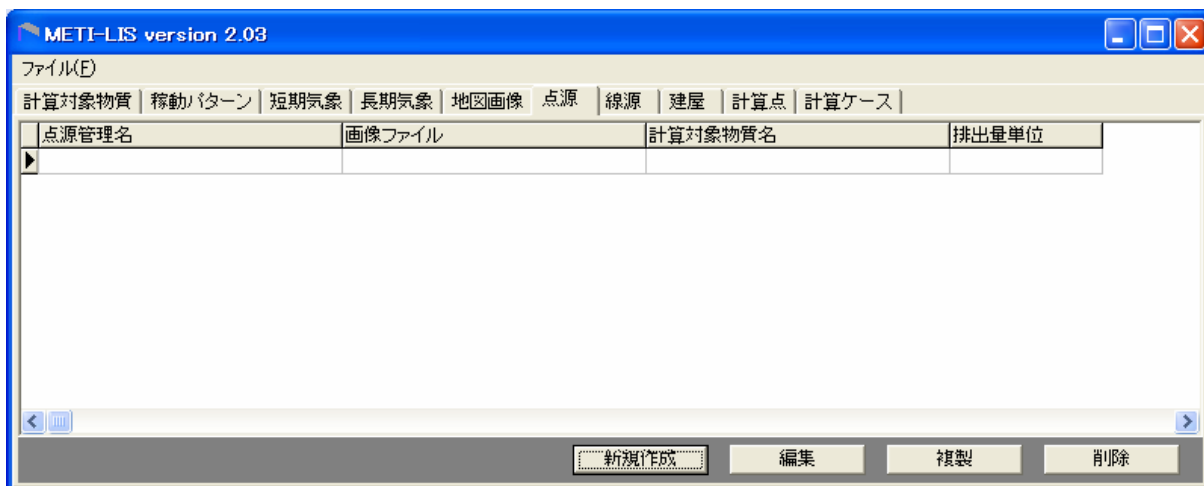 METI-LIS version 2.03
ファイル(F)
計算対象物質 稼動パターン 短期気象 長期気象 地図画像 点源 線源 建屋 計算点 計算ケース
点源管理名 画像ファイル 計算対象物質名 排出量単位
新規作成 編集 複製 削除